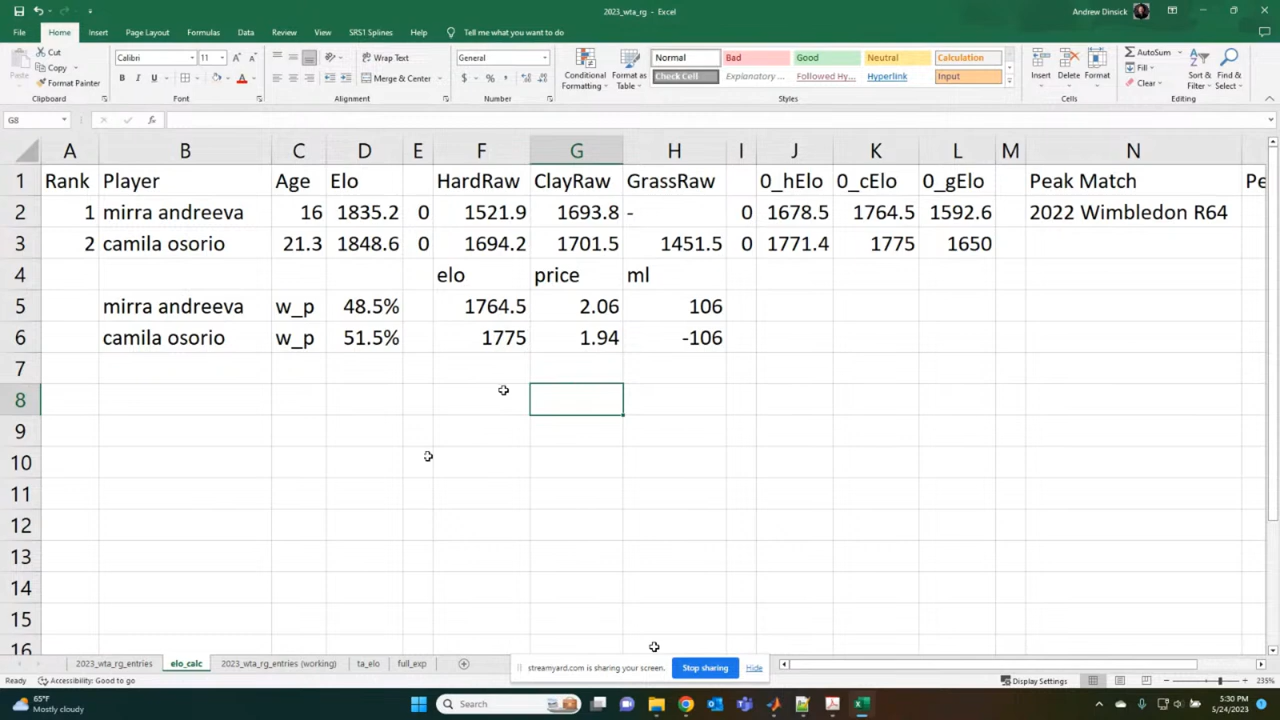 2023_wta_rg - Excel
Andrew Dinsick
File Home Insert Page Layout Formulas Data Review View SRS1 Splines Help Tell me what you want to do
Paste
Cut
Copy
Format Painter
Clipboard
Calibri 11
B I U
Font
Merge & Center
Alignment
General
$ % ,
Number
Conditional Formatting
Format as Table
Normal Bad Good Neutral Calculation
Check Cell Explanatory ... Followed Hy... Hyperlink Input
Styles
Insert Delete Format
Cells
AutoSum
Fill
Clear
Sort & Filter
Find & Select
Editing
G8
A B C D E F G H I J K L M N
1 Rank Player Age Elo HardRaw ClayRaw GrassRaw 0_hElo 0_cElo 0_gElo Peak Match Pe
2 1 mirra andreeva 16 1835.2 0 1521.9 1693.8 - 0 1678.5 1764.5 1592.6 2022 Wimbledon R64
3 2 camila osorio 21.3 1848.6 0 1694.2 1701.5 1451.5 0 1771.4 1775 1650
4 elo price ml
5 mirra andreeva w_p 48.5% 1764.5 2.06 106
6 camila osorio w_p 51.5% 1775 1.94 -106
7
8
9
10
11
12
13
14
15
16
2023_wta_rg_entries elo_calc 2023_wta_rg_entries (working) ta_elo full_exp
streamyard.com is sharing your screen. Stop sharing Hide
Ready Accessibility: Good to go Display Settings 235%
65°F
Mostly cloudy
Search
5:30 PM
5/24/2023